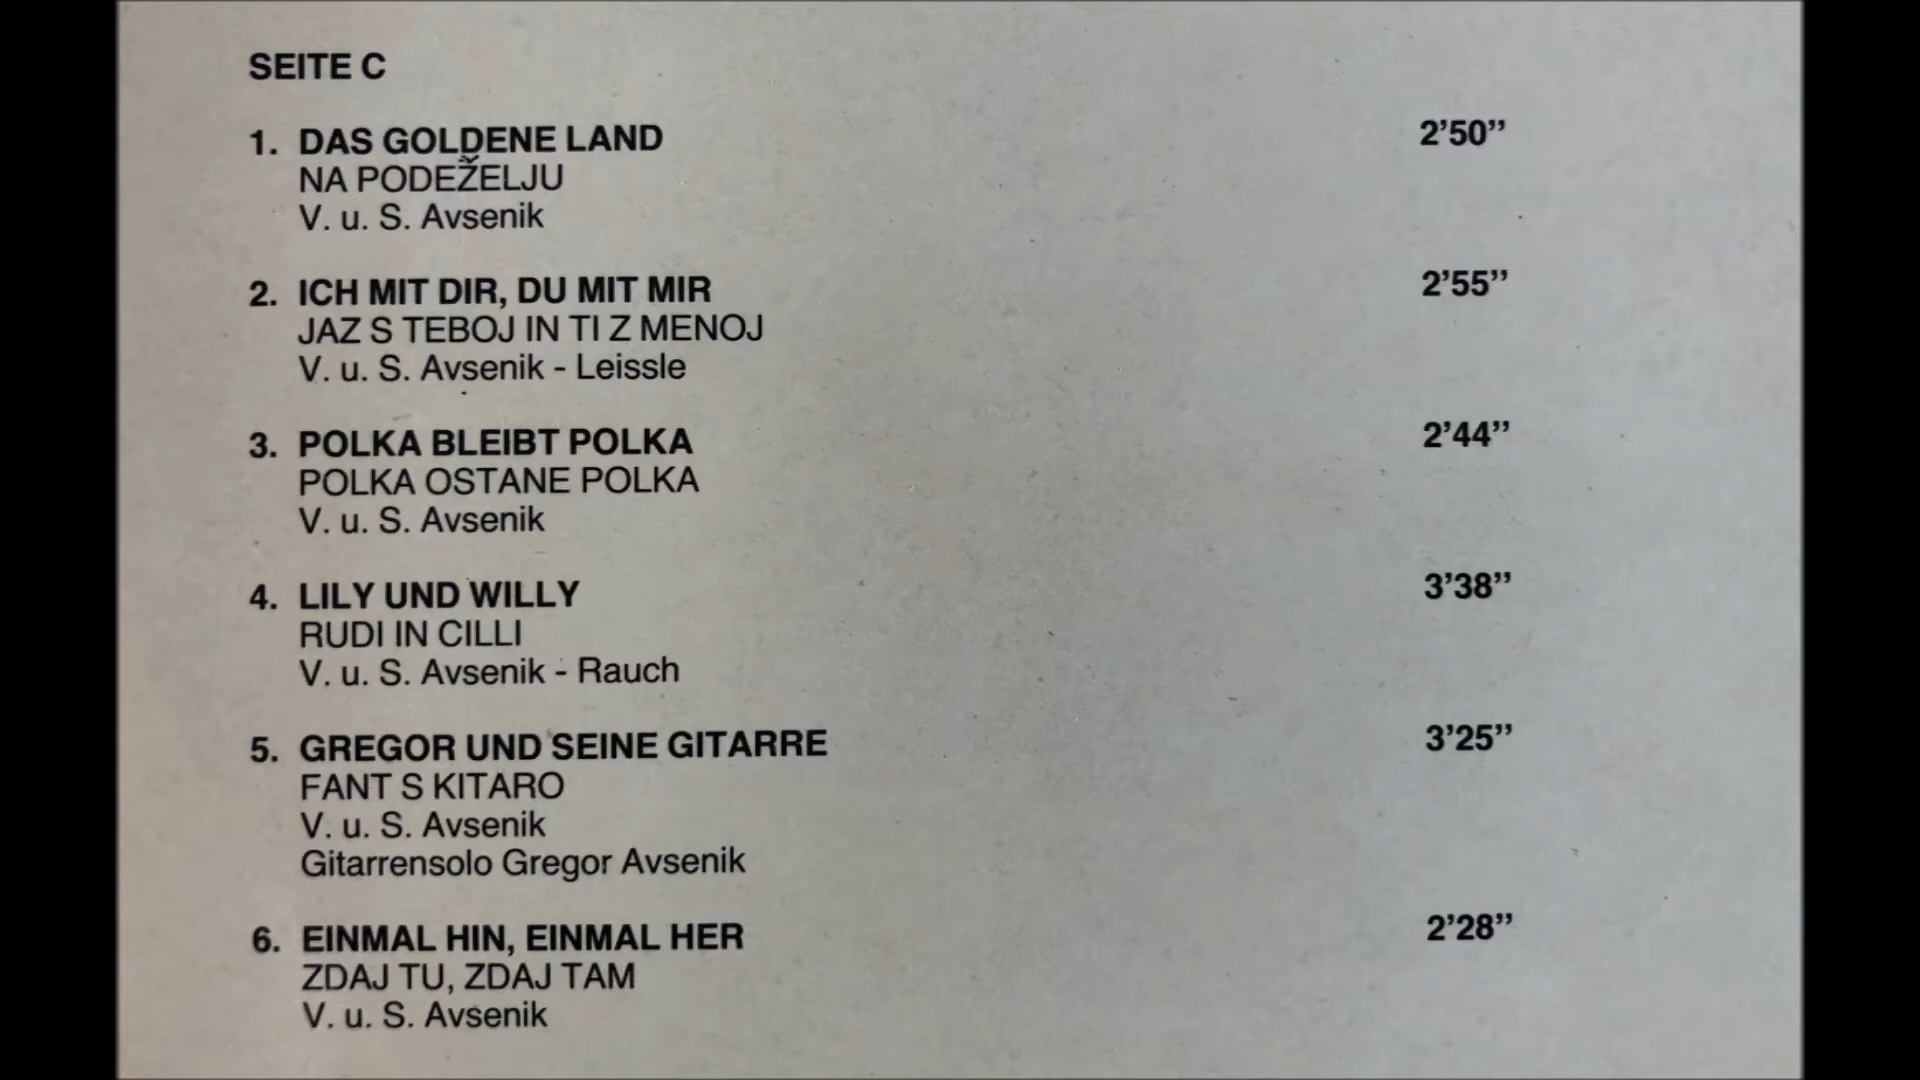 SEITE C
1. DAS GOLDENE LAND 2’50’’
NA PODEŽELJU
V. u. S. Avsenik
2. ICH MIT DIR, DU MIT MIR 2’55’’
JAZ S TEBOJ IN TI Z MENOJ
V. u. S. Avsenik - Leissle
3. POLKA BLEIBT POLKA 2’44’’
POLKA OSTANE POLKA
V. u. S. Avsenik
4. LILY UND WILLY 3’38’’
RUDI IN CILLI
V. u. S. Avsenik - Rauch
5. GREGOR UND SEINE GITARRE 3’25’’
FANT S KITARO
V. u. S. Avsenik
Gitarrensolo Gregor Avsenik
6. EINMAL HIN, EINMAL HER 2’28’’
ZDAJ TU, ZDAJ TAM
V. u. S. Avsenik